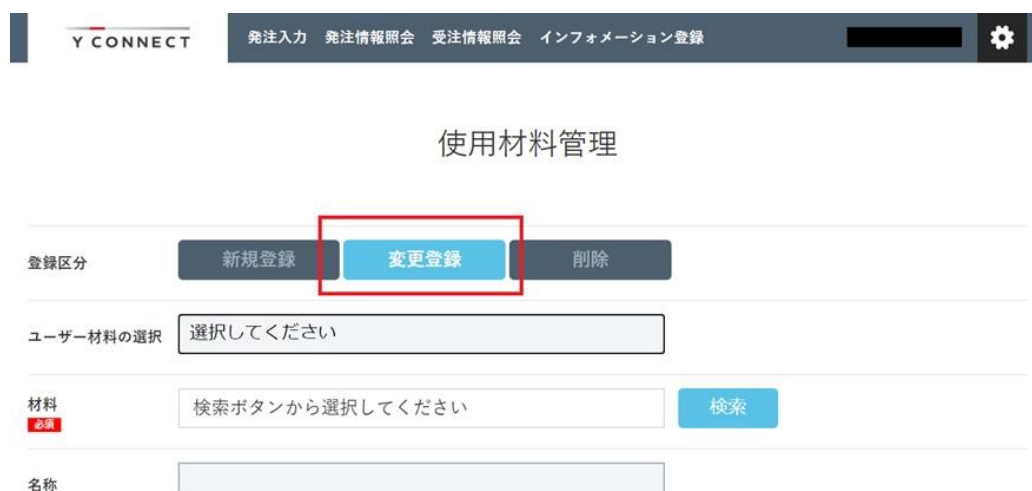 Y CONNECT 発注入力 発注情報照会 受注情報照会 インフォメーション登録
使用材料管理
登録区分 新規登録 変更登録 削除
ユーザー材料の選択 選択してください
材料 検索ボタンから選択してください 検索
必須
名称